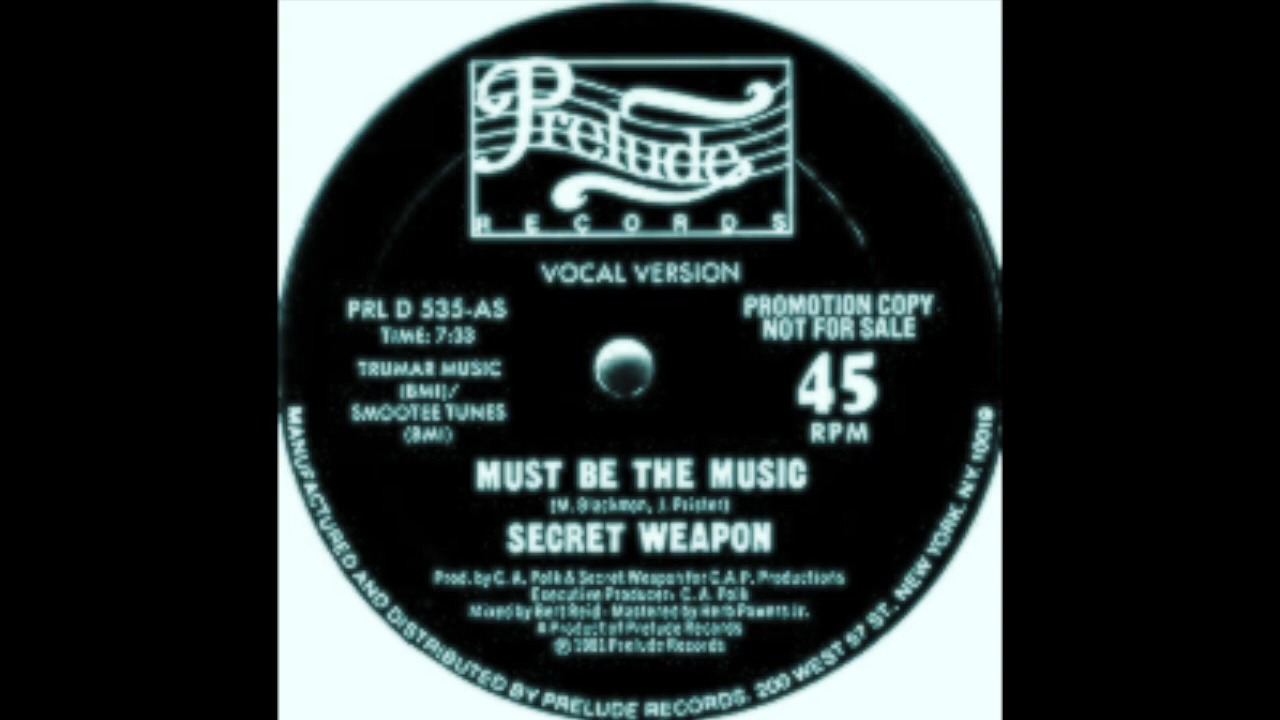 Prelude
RECORDS
VOCAL VERSION
PRL D 535-AS
TIME: 7:33
TRUMAR MUSIC
(BMI)/
SMOOTEE TUNES
(BMI)
PROMOTION COPY
NOT FOR SALE
45
RPM
MUST BE THE MUSIC
(M. Blackmon, J. Prister)
SECRET WEAPON
Prod. by C. A. Polk & Secret Weapon for C.A.P. Productions
Executive Producer: C. A. Polk
Mixed by Bert Reid - Mastered by Herb Powers Jr.
A Product of Prelude Records
℗ 1981 Prelude Records
MANUFACTURED AND DISTRIBUTED BY PRELUDE RECORDS. 200 WEST 57 ST., NEW YORK, NY 10019